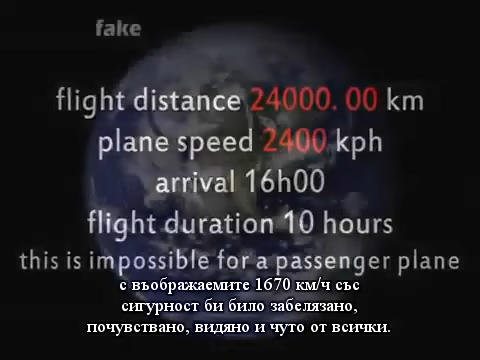 fake
flight distance 24000. 00 km
plane speed 2400 kph
arrival 16h00
flight duration 10 hours
this is impossible for a passenger plane
с въображаемите 1670 км/ч със
сигурност би било забелязано,
почувствано, видяно и чуто от всички.